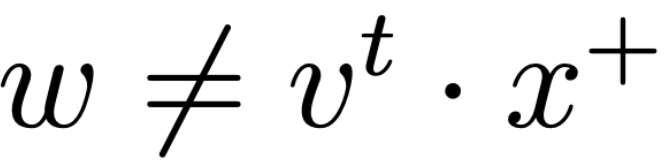 w ≠ v^t · x^+